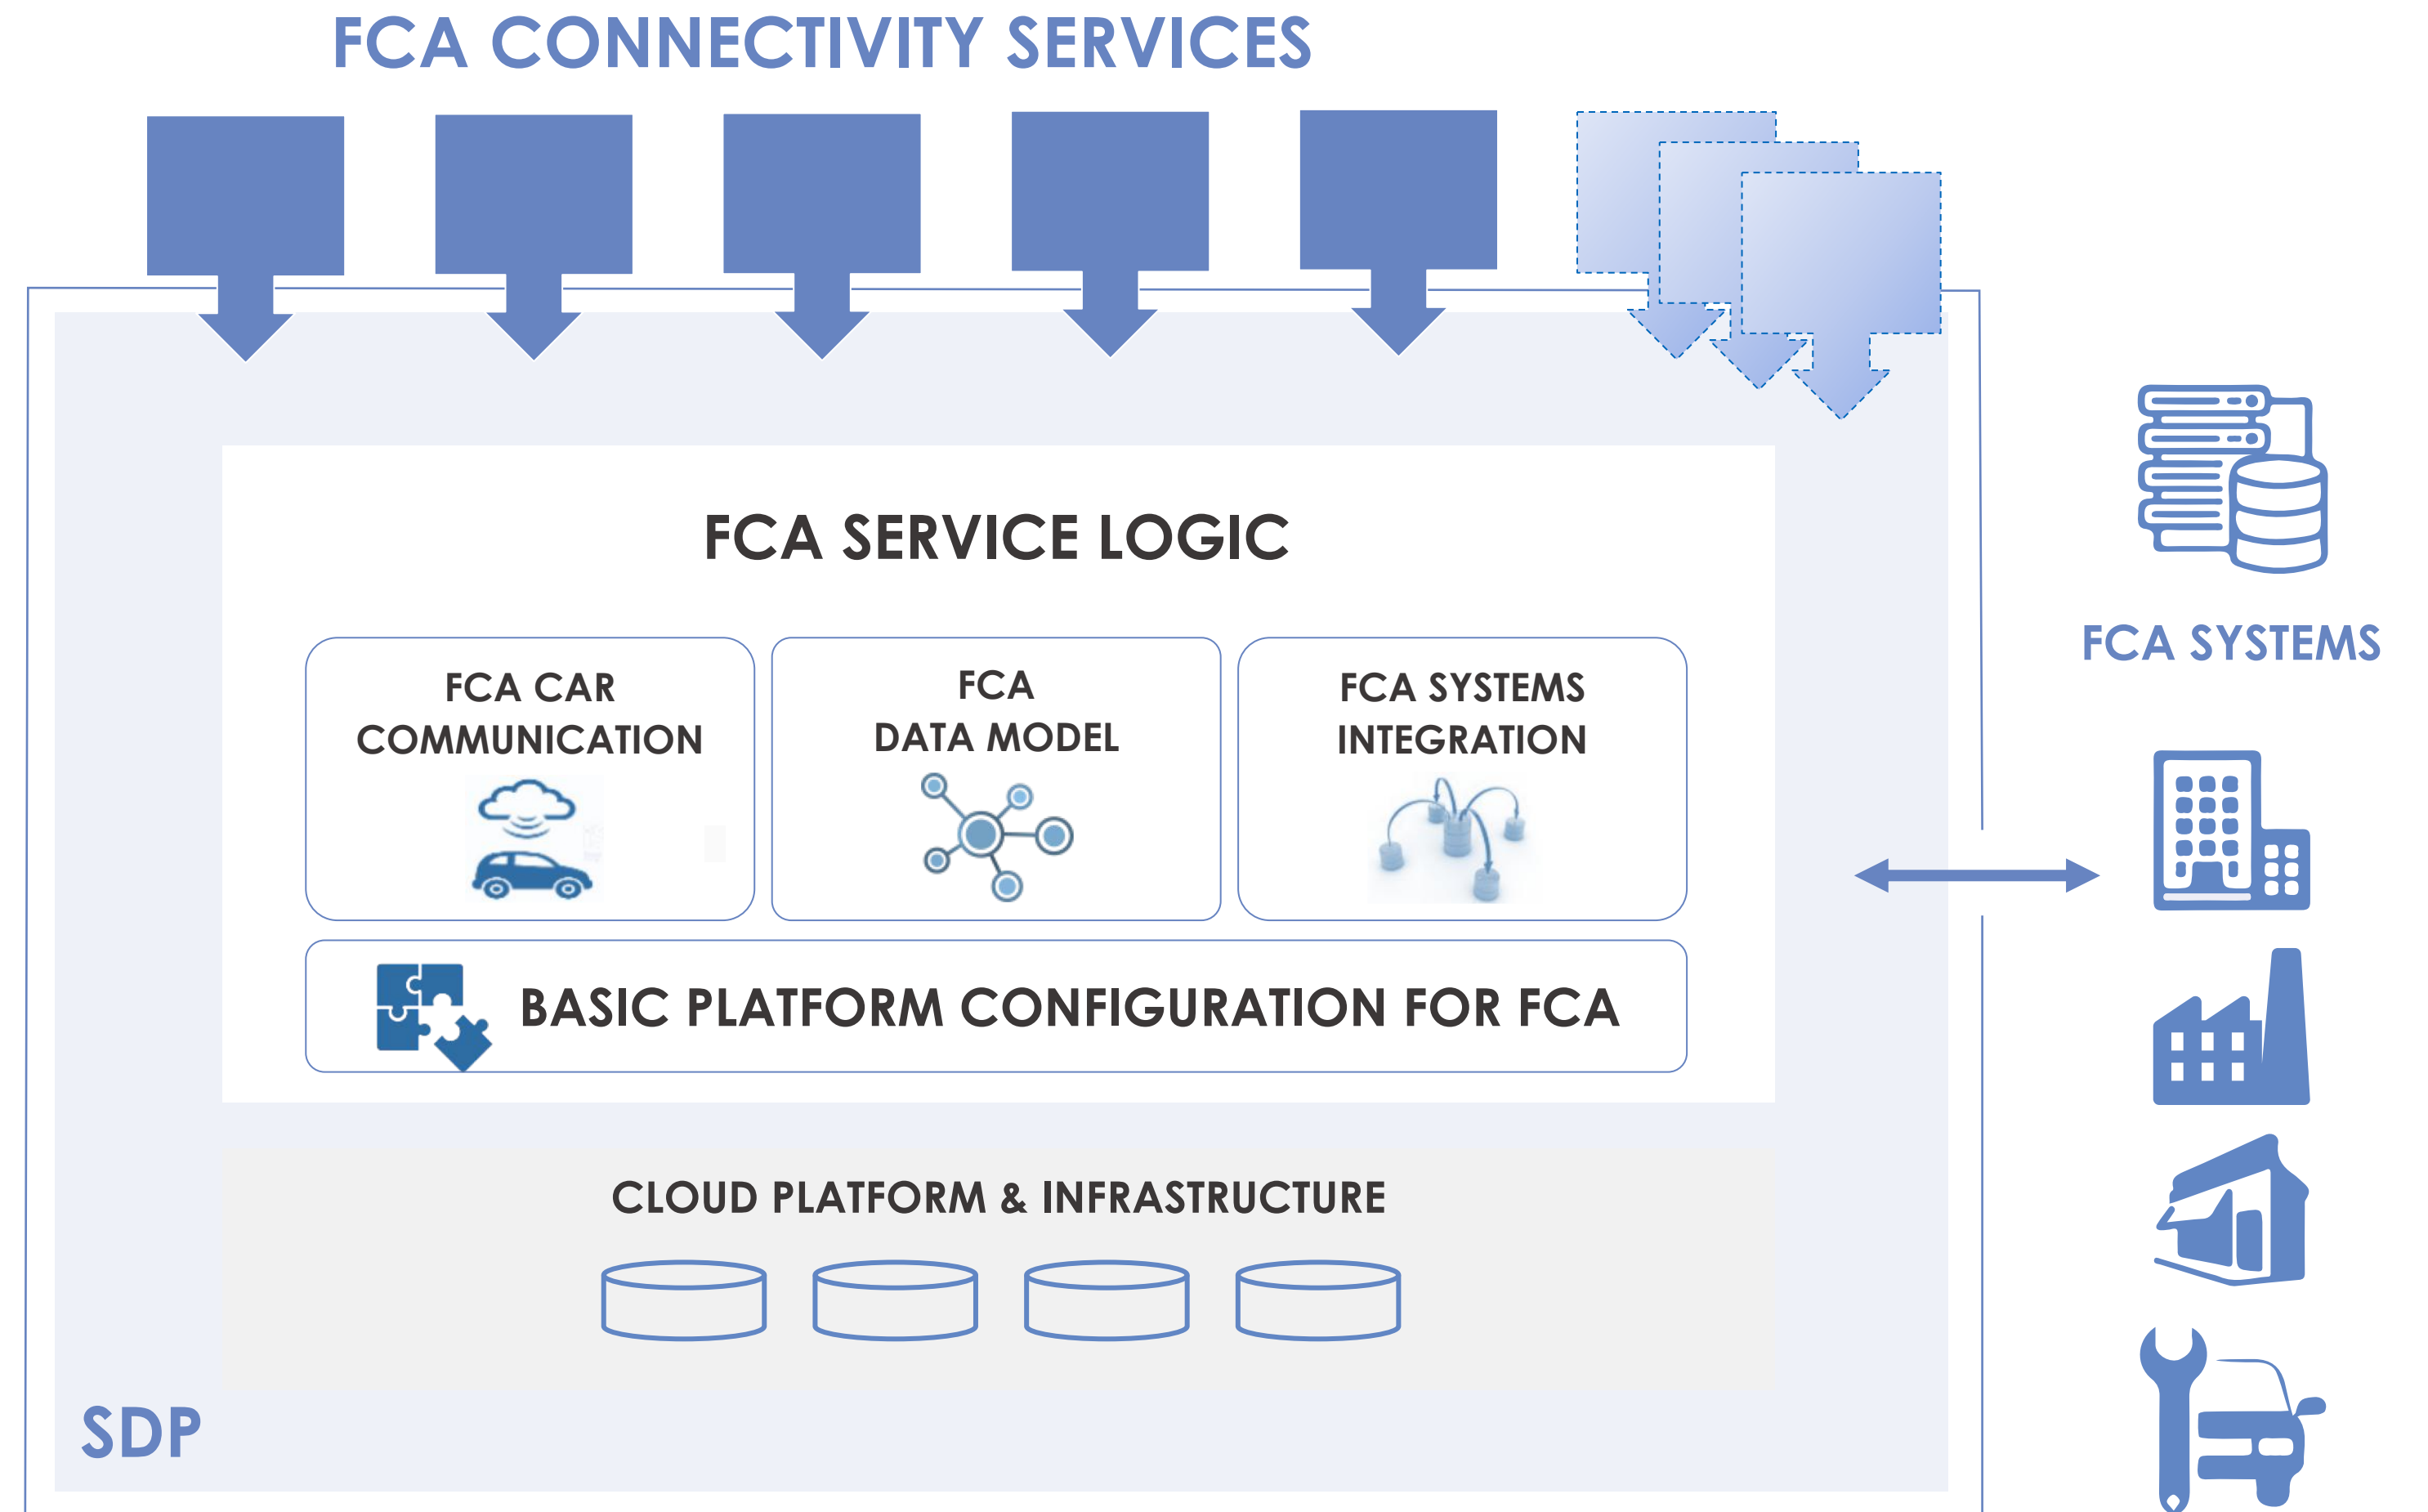 FCA CONNECTIVITY SERVICES
FCA SERVICE LOGIC
FCA CAR
COMMUNICATION
FCA
DATA MODEL
FCA SYSTEMS
INTEGRATION
BASIC PLATFORM CONFIGURATION FOR FCA
CLOUD PLATFORM & INFRASTRUCTURE
SDP
FCA SYSTEMS